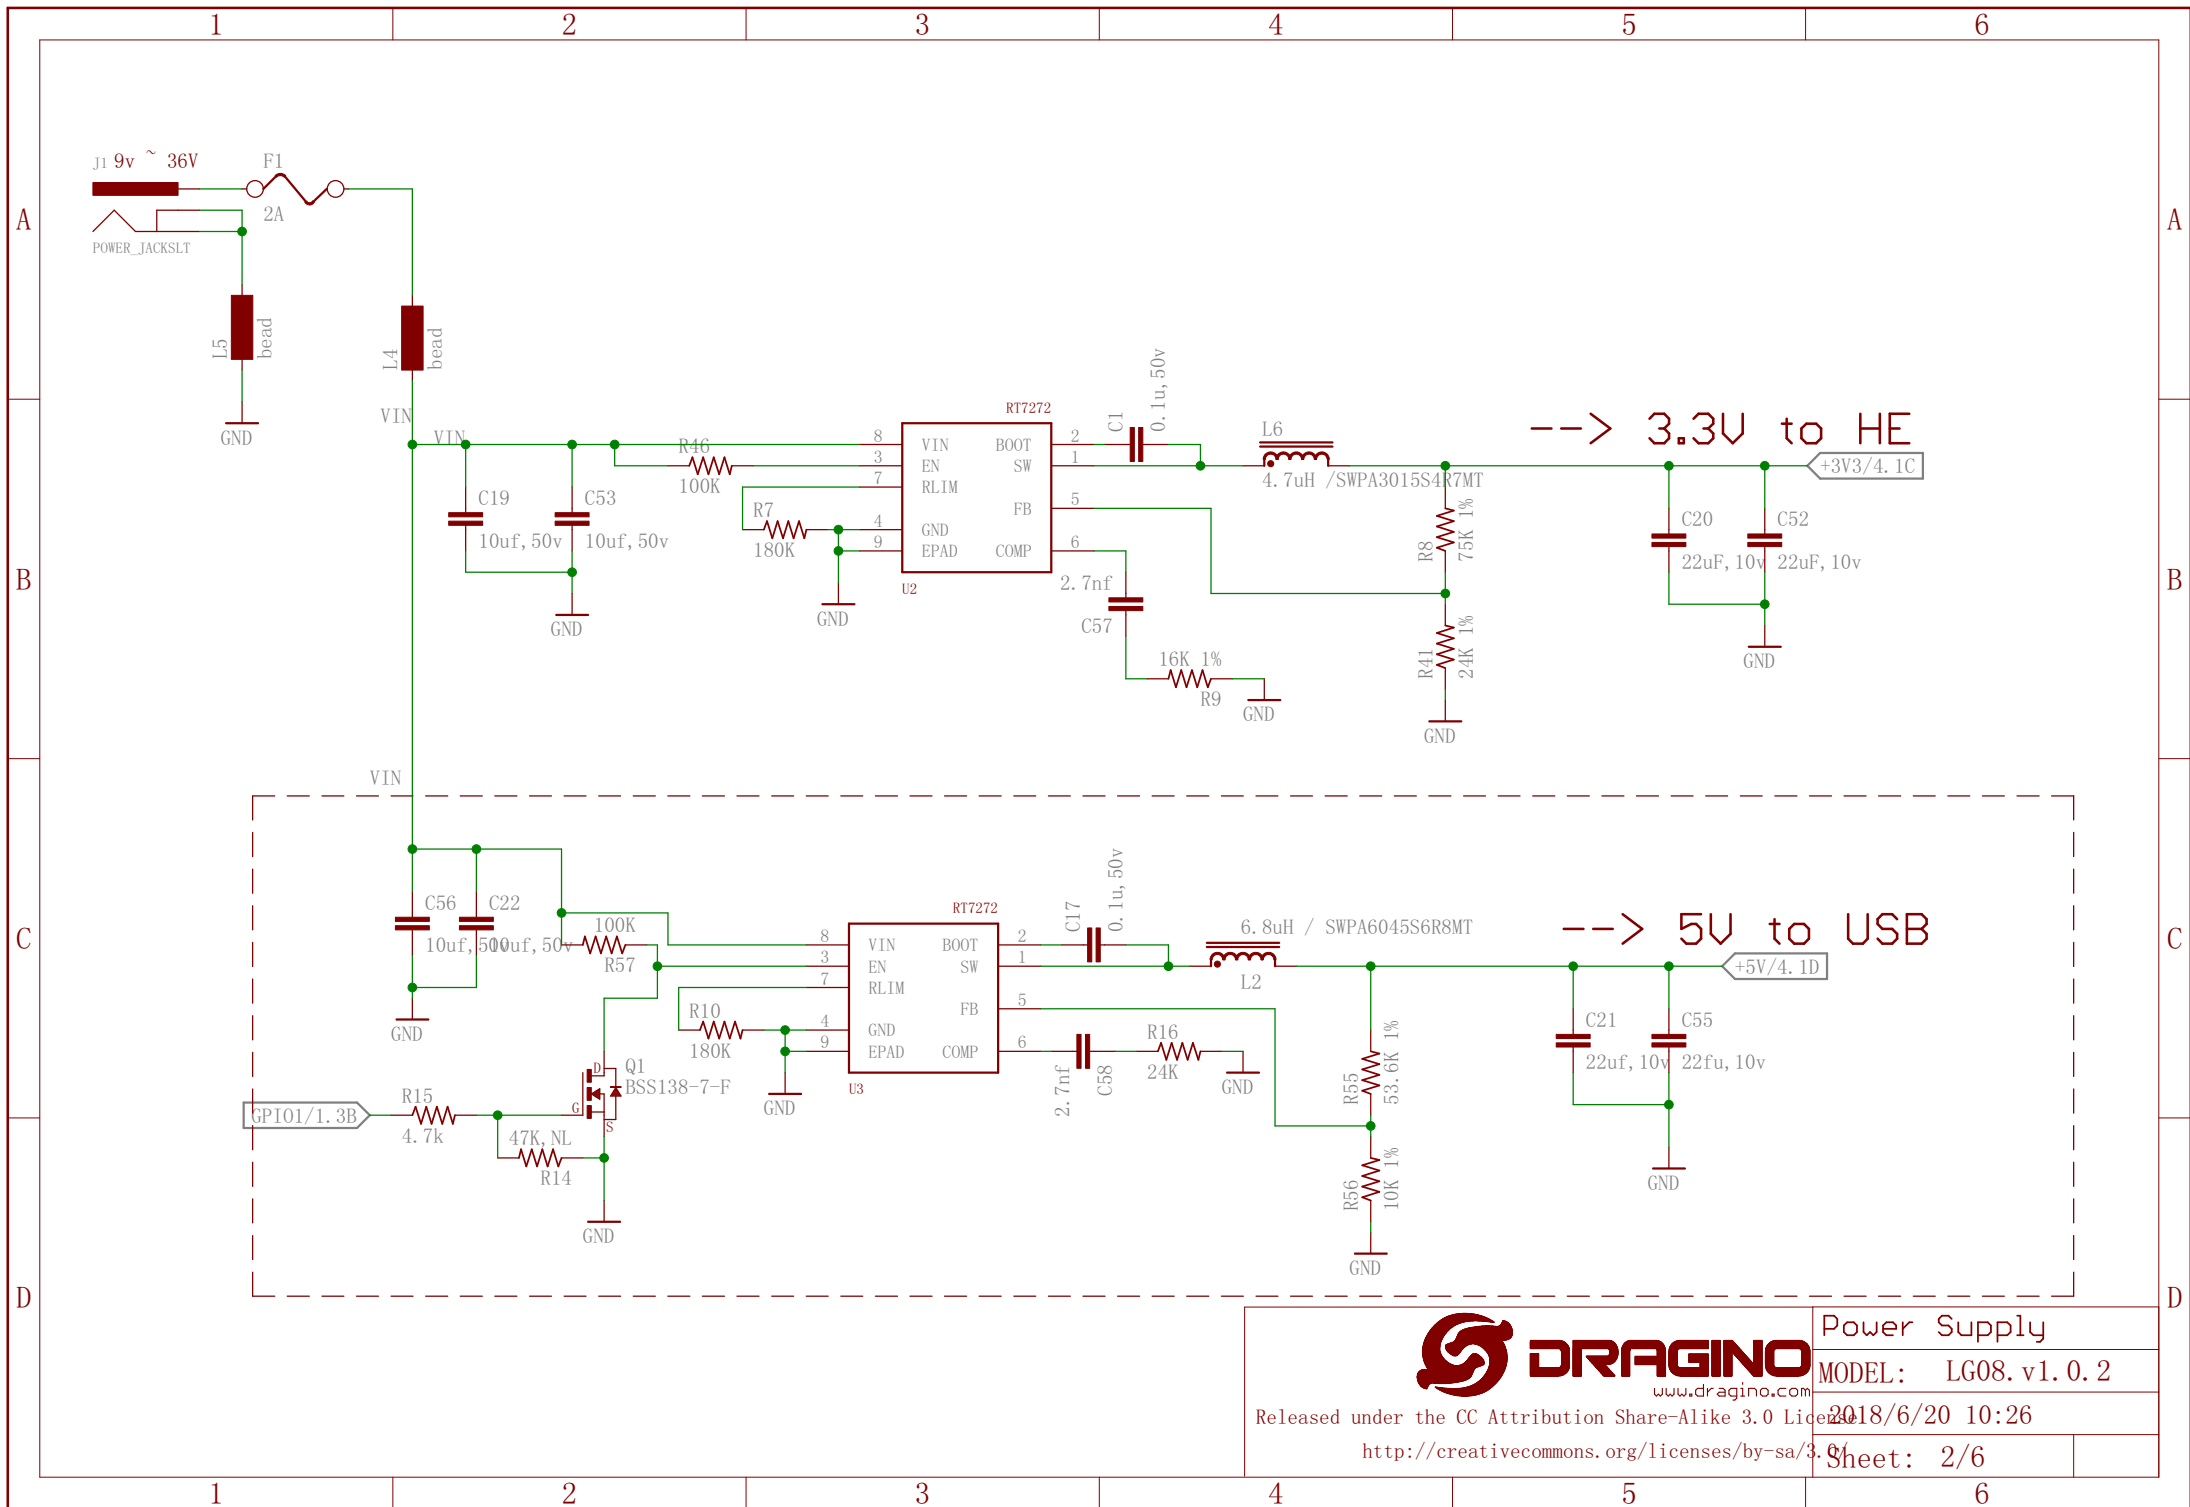 1 2 3 4 5 6
A A
B B
C C
D D
J1 9v ~ 36V
F1
2A
POWER_JACKSLT
L5
bead
L4
bead
GND
VIN
VIN
C19
10uf,50v
C53
10uf,50v
GND
R46
100K
R7
180K
GND
RT7272
8 VIN BOOT 2
3 EN SW 1
7 RLIM
FB 5
4 GND
9 EPAD COMP 6
U2
C1
0.1u,50v
L6
4.7uH /SWPA3015S4R7MT
2.7nf
C57
16K 1%
R9
GND
R8
75K 1%
R41
24K 1%
GND
--> 3.3V to HE
+3V3/4.1C
C20
22uF,10v
C52
22uF,10v
GND
VIN
C56
10uf,50v
C22
10uf,50v
GND
100K
R57
R10
180K
GND
Q1
BSS138-7-F
D
G
S
GPIO1/1.3B
R15
4.7k
47K,NL
R14
GND
RT7272
8 VIN BOOT 2
3 EN SW 1
7 RLIM
FB 5
4 GND
9 EPAD COMP 6
U3
C17
0.1u,50v
6.8uH / SWPA6045S6R8MT
L2
2.7nf
C58
R16
24K
GND
R55
53.6K 1%
R56
10K 1%
GND
--> 5V to USB
+5V/4.1D
C21
22uf,10v
C55
22fu,10v
GND
DRAGINO
www.dragino.com
Released under the CC Attribution Share-Alike 3.0 License
http://creativecommons.org/licenses/by-sa/3.0/
Power Supply
MODEL: LG08.v1.0.2
2018/6/20 10:26
Sheet: 2/6
1 2 3 4 5 6